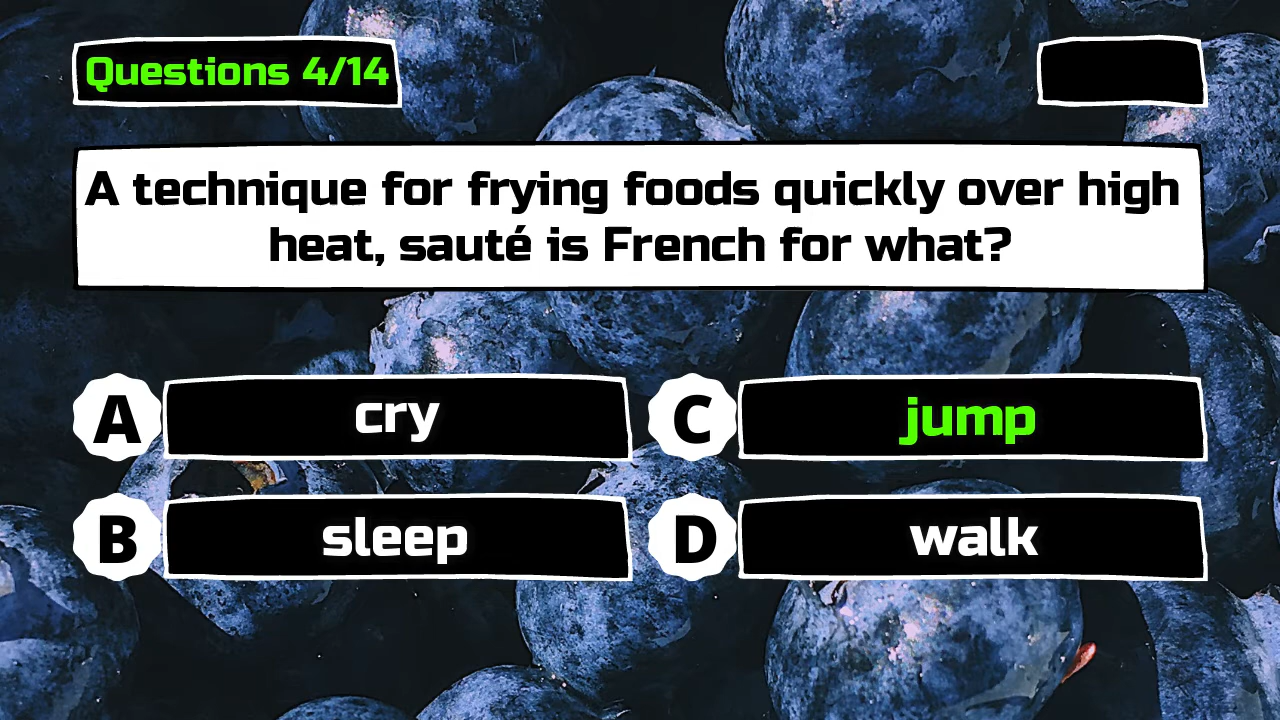 Questions 4/14
A technique for frying foods quickly over high
heat, sauté is French for what?
A cry
C jump
B sleep
D walk